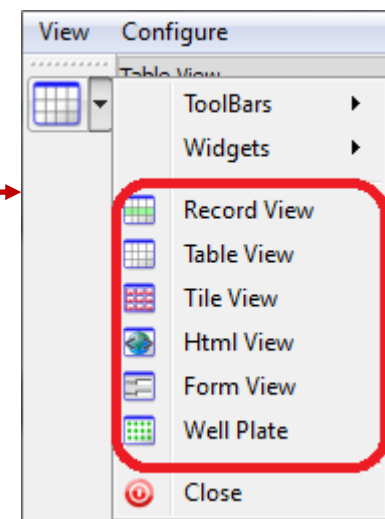 View Configure
Table View
ToolBars
Widgets
Record View
Table View
Tile View
Html View
Form View
Well Plate
Close